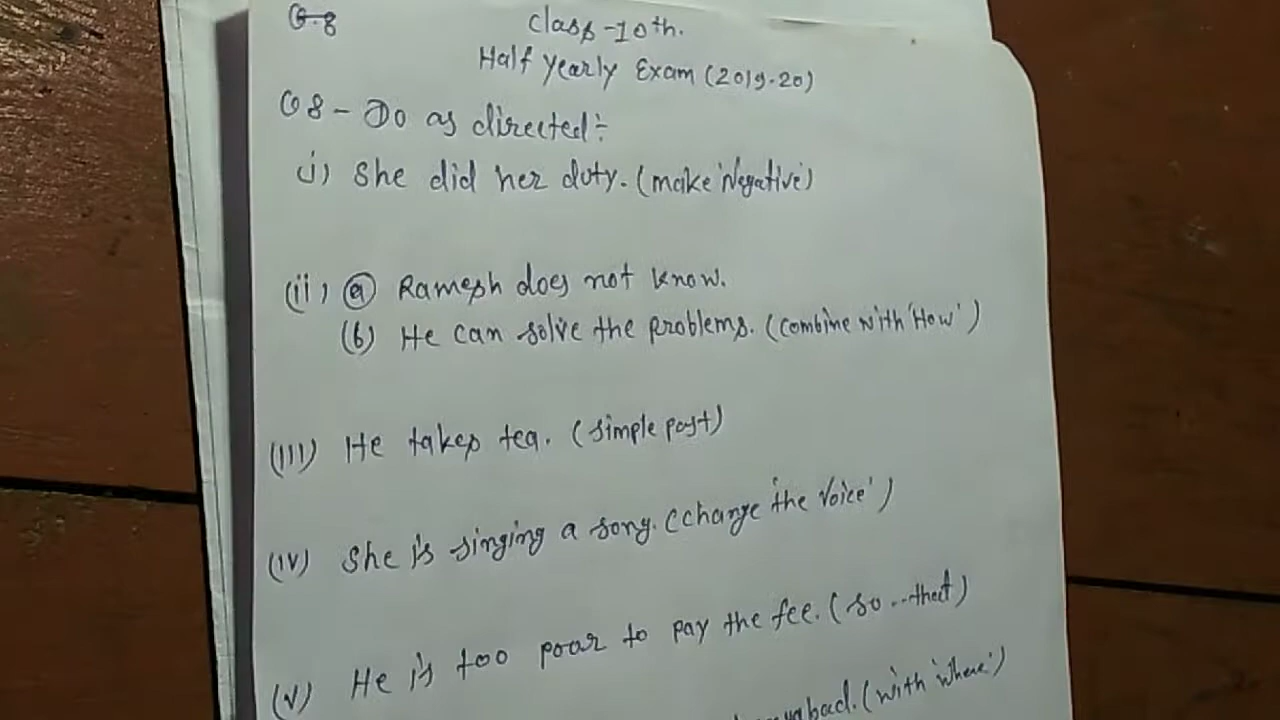 Q.8
Class-10th.
Half Yearly Exam (2019-20)
Q8- Do as directed÷
(i) She did her duty. (make 'Negative')
(ii) (a) Ramesh does not know.
(b) He can solve the problems. (Combine with 'How')
(iii) He takes tea. (simple past)
(iv) She is singing a song. (Change 'the Voice')
(v) He is too poor to pay the fee. (so...that)
bad. (with 'where')